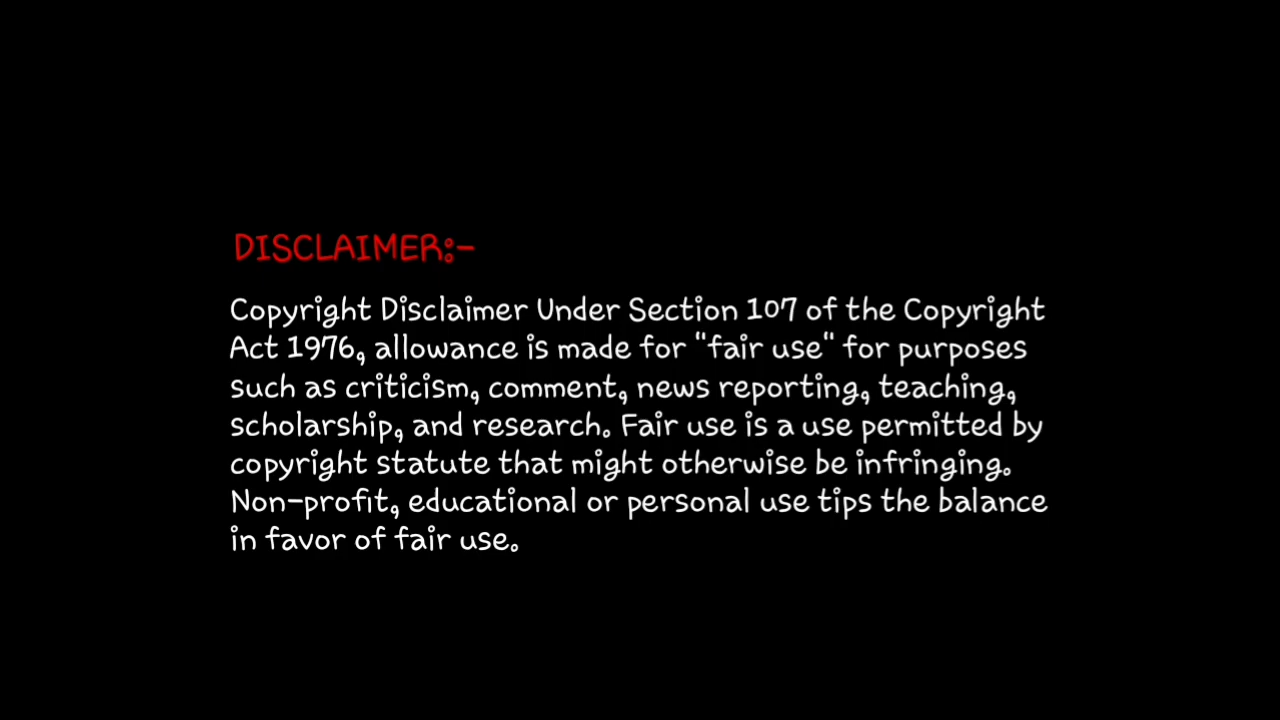 DISCLAIMER:-
Copyright Disclaimer Under Section 107 of the Copyright
Act 1976, allowance is made for "fair use" for purposes
such as criticism, comment, news reporting, teaching,
scholarship, and research. Fair use is a use permitted by
copyright statute that might otherwise be infringing.
Non-profit, educational or personal use tips the balance
in favor of fair use.